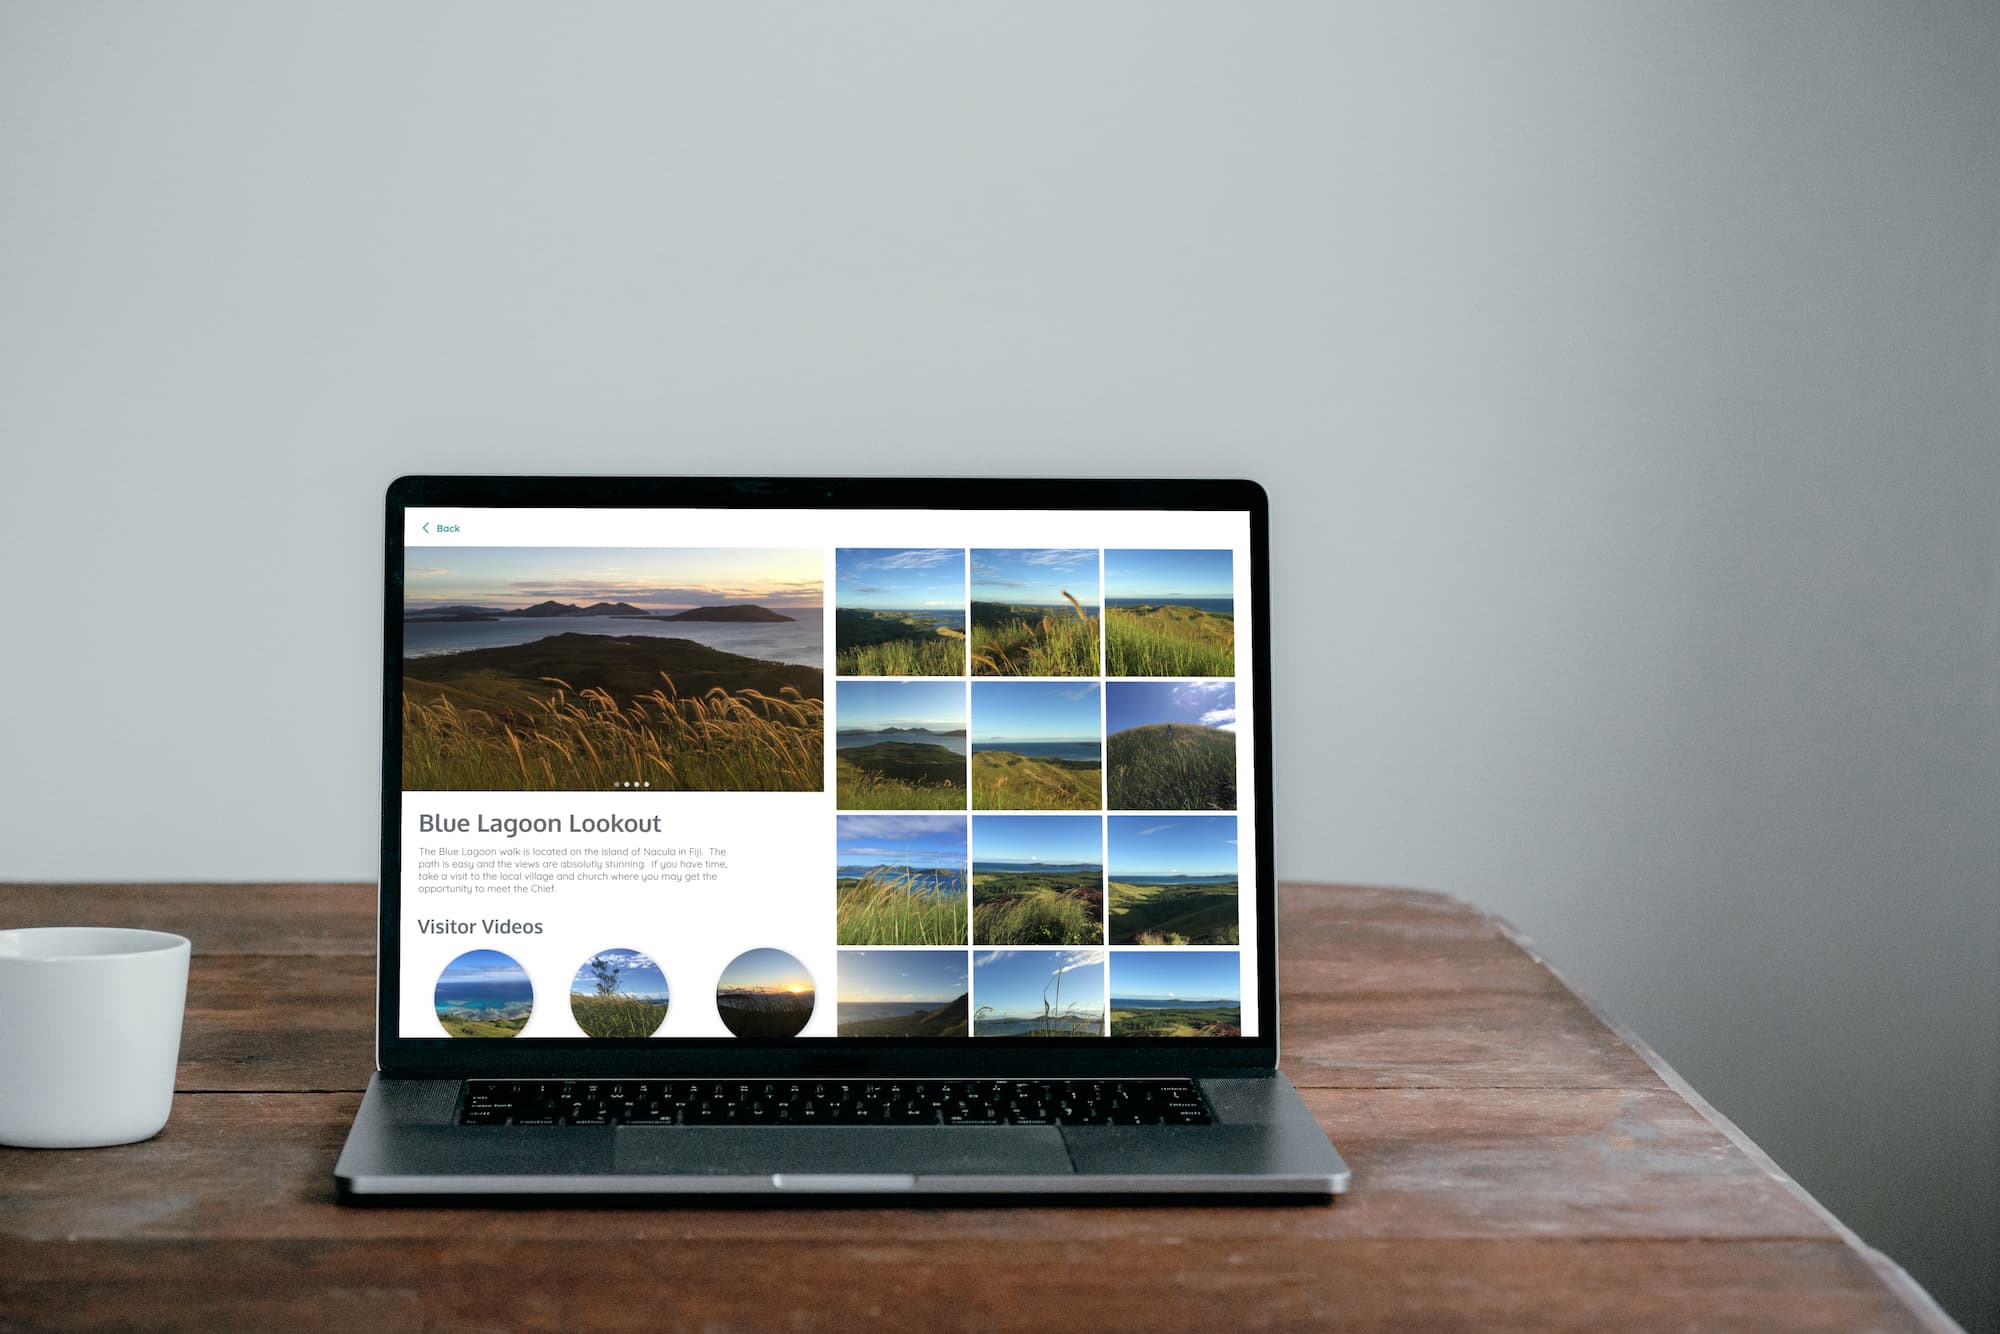 Back
Blue Lagoon Lookout
The Blue Lagoon walk is located on the island of Nacula in Fiji.  The
path is easy and the views are absolutly stunning.  If you have time,
take a visit to the local village and church where you may get the
opportunity to meet the Chief.
Visitor Videos